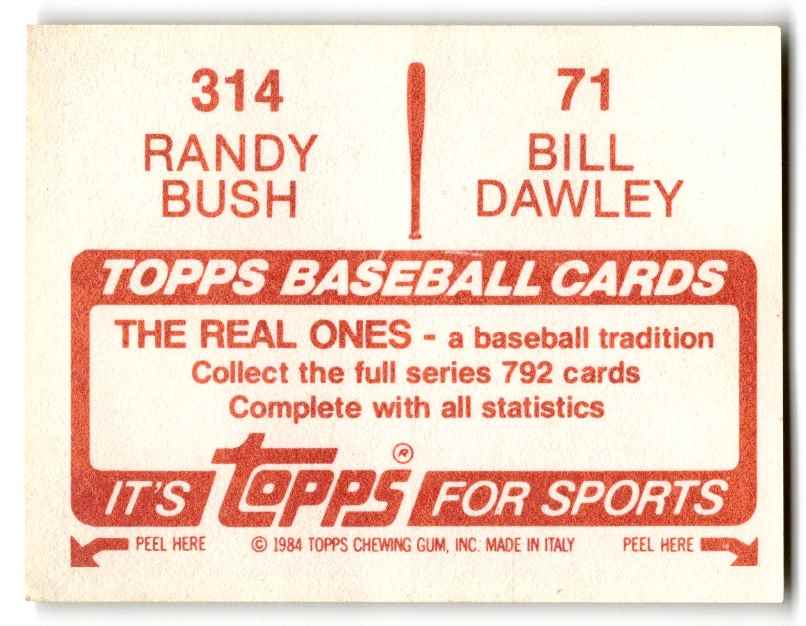 314
RANDY
BUSH
71
BILL
DAWLEY
TOPPS BASEBALL CARDS
THE REAL ONES - a baseball tradition
Collect the full series 792 cards
Complete with all statistics
IT'S topps ® FOR SPORTS
PEEL HERE © 1984 TOPPS CHEWING GUM, INC. MADE IN ITALY PEEL HERE